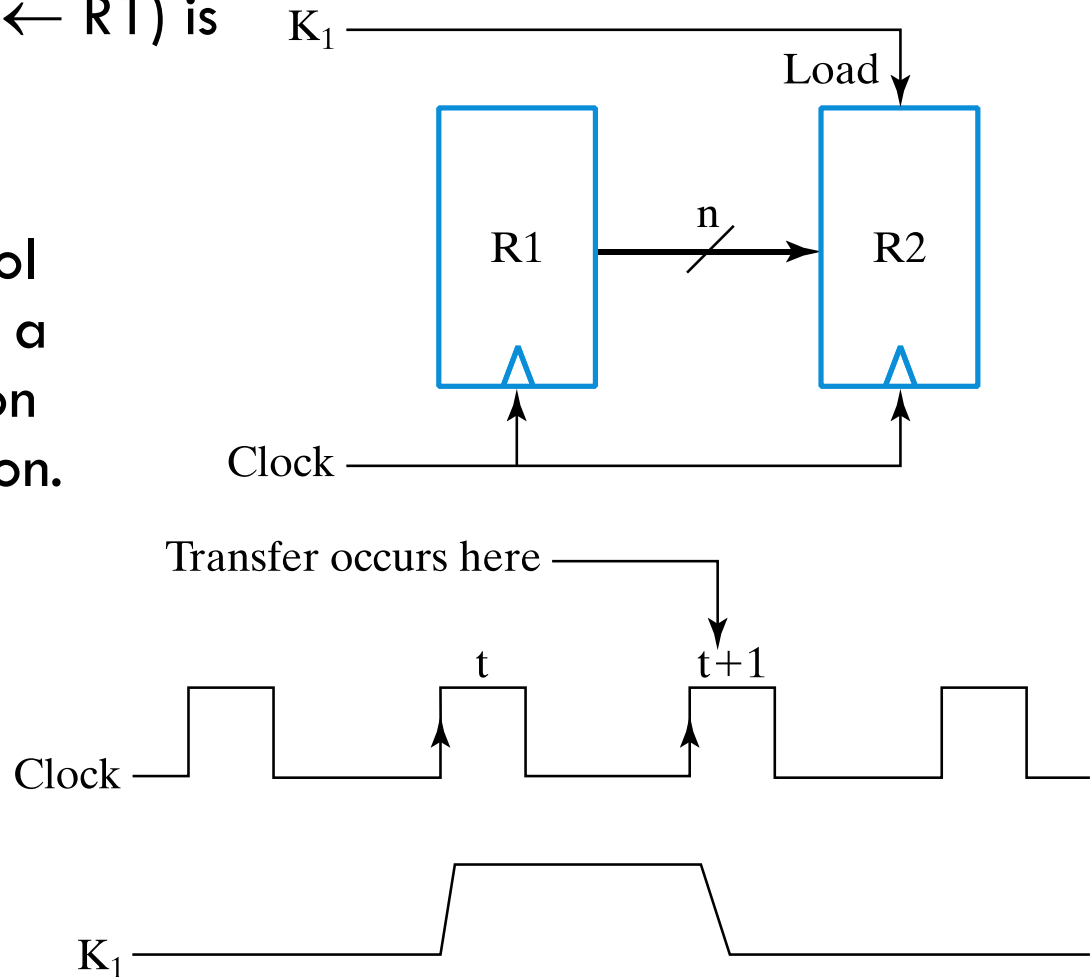 ← R1) is
ol
a
on
on.
K₁
Load
n
R1
R2
Clock
Transfer occurs here
t
t+1
Clock
K₁